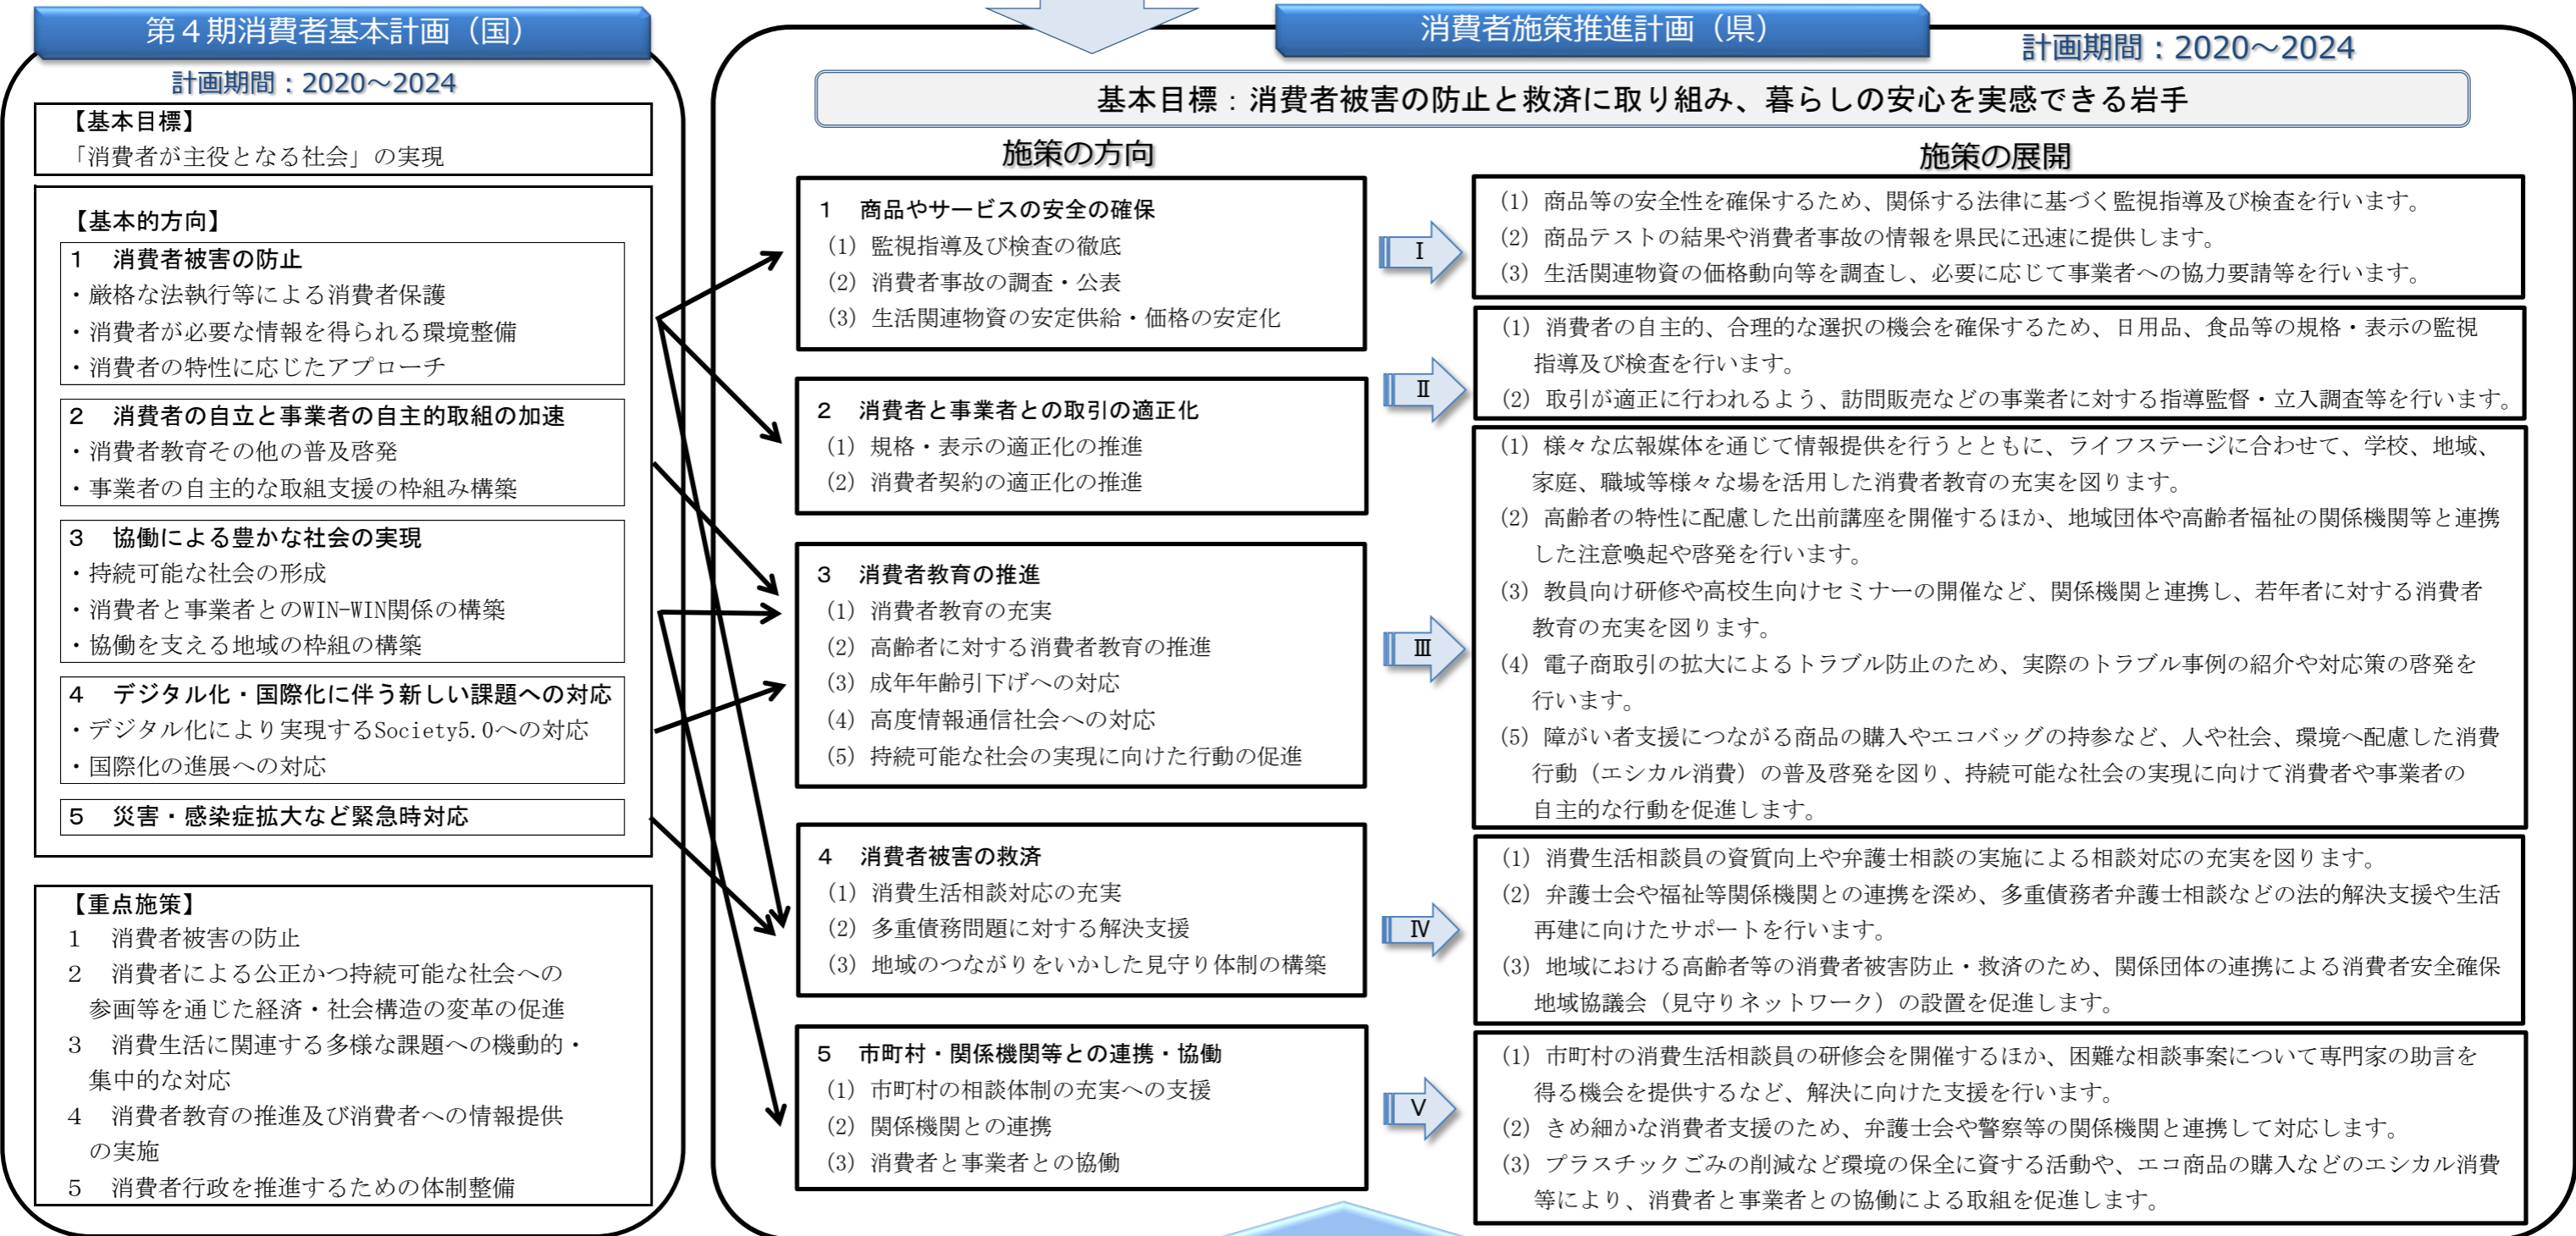 第４期消費者基本計画（国）
計画期間：2020～2024
【基本目標】
「消費者が主役となる社会」の実現
【基本的方向】
１　消費者被害の防止
・厳格な法執行等による消費者保護
・消費者が必要な情報を得られる環境整備
・消費者の特性に応じたアプローチ
２　消費者の自立と事業者の自主的取組の加速
・消費者教育その他の普及啓発
・事業者の自主的な取組支援の枠組み構築
３　協働による豊かな社会の実現
・持続可能な社会の形成
・消費者と事業者とのWIN-WIN関係の構築
・協働を支える地域の枠組の構築
４　デジタル化・国際化に伴う新しい課題への対応
・デジタル化により実現するSociety5.0への対応
・国際化の進展への対応
５　災害・感染症拡大など緊急時対応
【重点施策】
１　消費者被害の防止
２　消費者による公正かつ持続可能な社会への
参画等を通じた経済・社会構造の変革の促進
３　消費生活に関連する多様な課題への機動的・
集中的な対応
４　消費者教育の推進及び消費者への情報提供
の実施
５　消費者行政を推進するための体制整備
消費者施策推進計画（県）
計画期間：2020～2024
基本目標：消費者被害の防止と救済に取り組み、暮らしの安心を実感できる岩手
施策の方向
１　商品やサービスの安全の確保
(1) 監視指導及び検査の徹底
(2) 消費者事故の調査・公表
(3) 生活関連物資の安定供給・価格の安定化
２　消費者と事業者との取引の適正化
(1) 規格・表示の適正化の推進
(2) 消費者契約の適正化の推進
３　消費者教育の推進
(1) 消費者教育の充実
(2) 高齢者に対する消費者教育の推進
(3) 成年年齢引下げへの対応
(4) 高度情報通信社会への対応
(5) 持続可能な社会の実現に向けた行動の促進
４　消費者被害の救済
(1) 消費生活相談対応の充実
(2) 多重債務問題に対する解決支援
(3) 地域のつながりをいかした見守り体制の構築
５　市町村・関係機関等との連携・協働
(1) 市町村の相談体制の充実への支援
(2) 関係機関との連携
(3) 消費者と事業者との協働
施策の展開
Ⅰ
(1) 商品等の安全性を確保するため、関係する法律に基づく監視指導及び検査を行います。
(2) 商品テストの結果や消費者事故の情報を県民に迅速に提供します。
(3) 生活関連物資の価格動向等を調査し、必要に応じて事業者への協力要請等を行います。
Ⅱ
(1) 消費者の自主的、合理的な選択の機会を確保するため、日用品、食品等の規格・表示の監視
指導及び検査を行います。
(2) 取引が適正に行われるよう、訪問販売などの事業者に対する指導監督・立入調査等を行います。
Ⅲ
(1) 様々な広報媒体を通じて情報提供を行うとともに、ライフステージに合わせて、学校、地域、
家庭、職域等様々な場を活用した消費者教育の充実を図ります。
(2) 高齢者の特性に配慮した出前講座を開催するほか、地域団体や高齢者福祉の関係機関等と連携
した注意喚起や啓発を行います。
(3) 教員向け研修や高校生向けセミナーの開催など、関係機関と連携し、若年者に対する消費者
教育の充実を図ります。
(4) 電子商取引の拡大によるトラブル防止のため、実際のトラブル事例の紹介や対応策の啓発を
行います。
(5) 障がい者支援につながる商品の購入やエコバッグの持参など、人や社会、環境へ配慮した消費
行動（エシカル消費）の普及啓発を図り、持続可能な社会の実現に向けて消費者や事業者の
自主的な行動を促進します。
Ⅳ
(1) 消費生活相談員の資質向上や弁護士相談の実施による相談対応の充実を図ります。
(2) 弁護士会や福祉等関係機関との連携を深め、多重債務者弁護士相談などの法的解決支援や生活
再建に向けたサポートを行います。
(3) 地域における高齢者等の消費者被害防止・救済のため、関係団体の連携による消費者安全確保
地域協議会（見守りネットワーク）の設置を促進します。
Ⅴ
(1) 市町村の消費生活相談員の研修会を開催するほか、困難な相談事案について専門家の助言を
得る機会を提供するなど、解決に向けた支援を行います。
(2) きめ細かな消費者支援のため、弁護士会や警察等の関係機関と連携して対応します。
(3) プラスチックごみの削減など環境の保全に資する活動や、エコ商品の購入などのエシカル消費
等により、消費者と事業者との協働による取組を促進します。